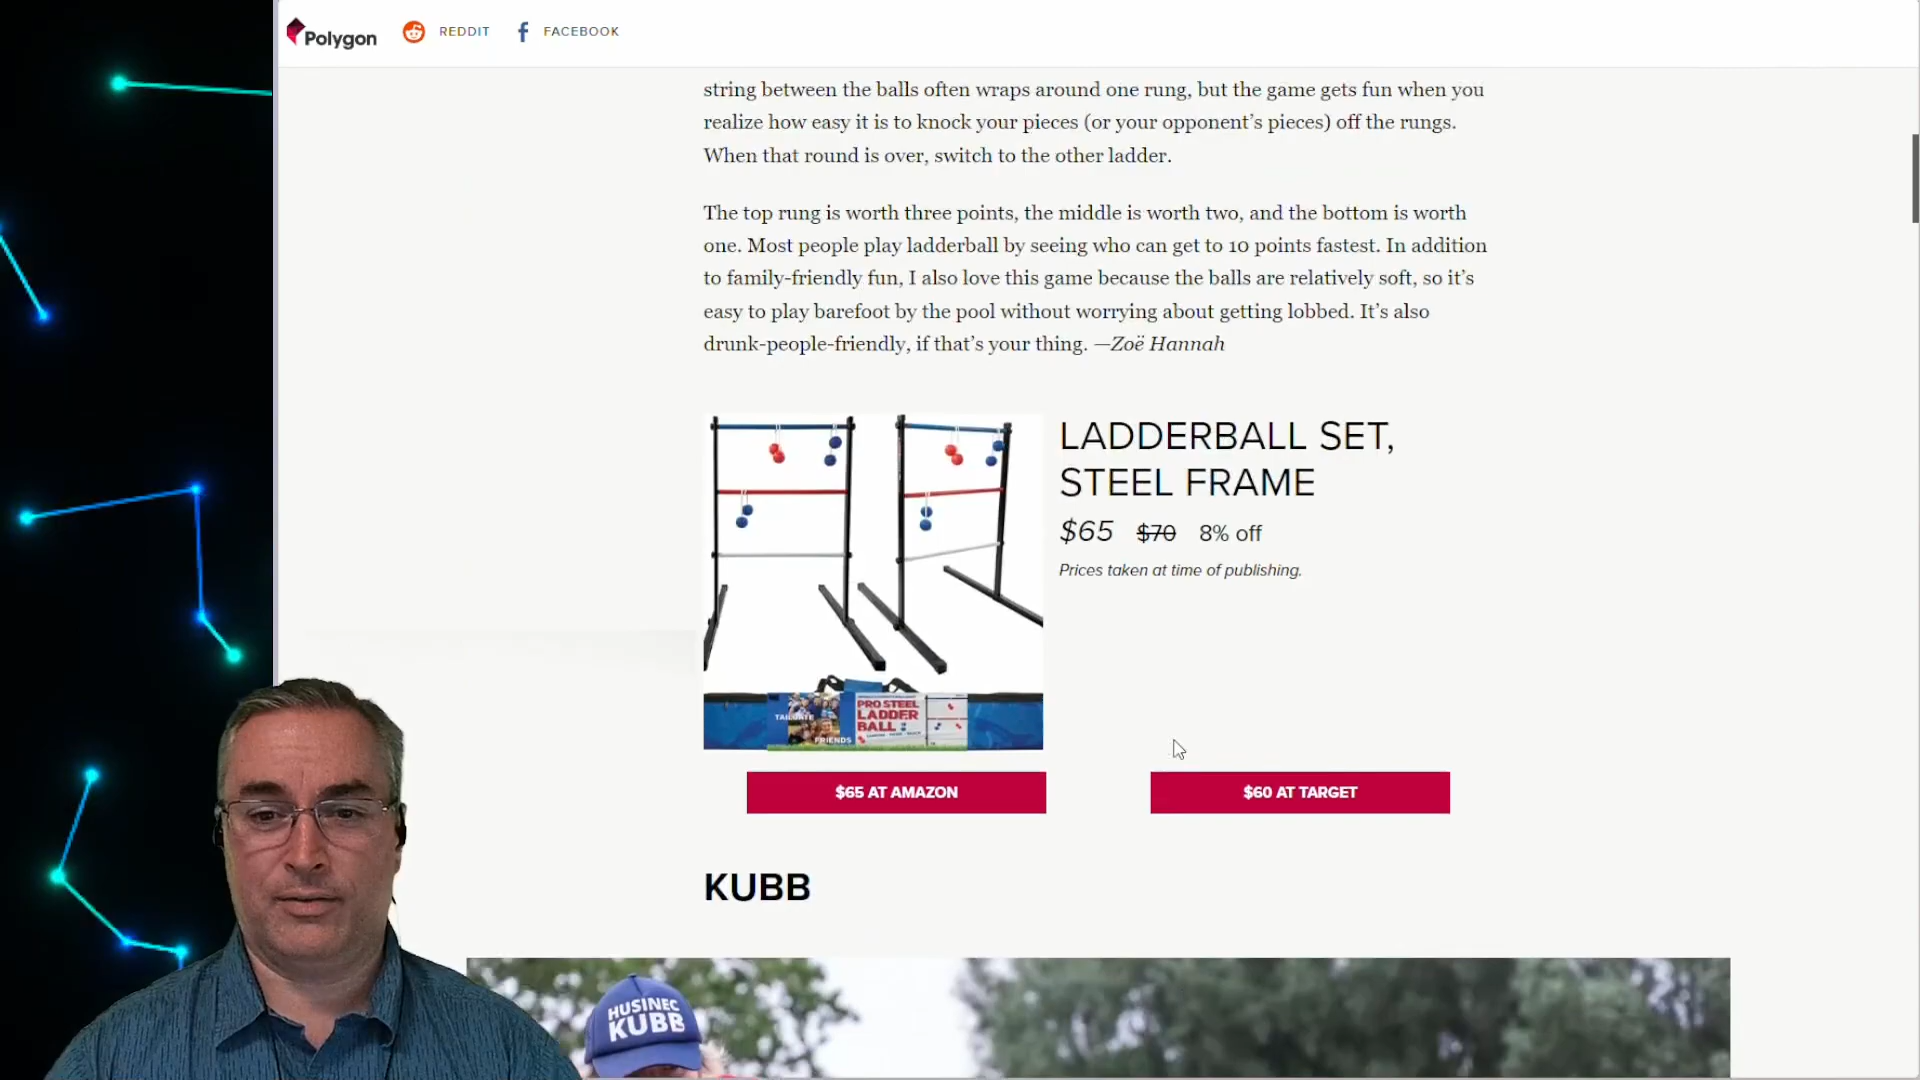 Polygon
REDDIT
FACEBOOK
string between the balls often wraps around one rung, but the game gets fun when you
realize how easy it is to knock your pieces (or your opponent’s pieces) off the rungs.
When that round is over, switch to the other ladder.
The top rung is worth three points, the middle is worth two, and the bottom is worth
one. Most people play ladderball by seeing who can get to 10 points fastest. In addition
to family-friendly fun, I also love this game because the balls are relatively soft, so it’s
easy to play barefoot by the pool without worrying about getting lobbed. It’s also
drunk-people-friendly, if that’s your thing. —Zoë Hannah
LADDERBALL SET,
STEEL FRAME
$65 $70 8% off
Prices taken at time of publishing.
TAILGATE
FRIENDS
PRO STEEL
LADDER
BALL
$65 AT AMAZON
$60 AT TARGET
KUBB
HUSINEC
KUBB